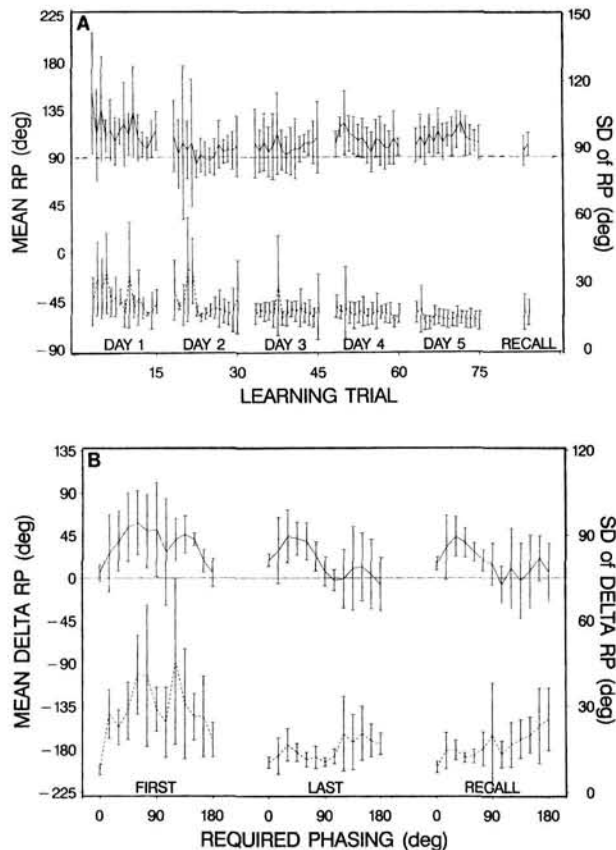 A
225
180
135
90
45
0
−45
−90
MEAN RP (deg)
150
120
90
60
30
0
SD of RP (deg)
DAY 1 DAY 2 DAY 3 DAY 4 DAY 5 RECALL
15 30 45 60 75
LEARNING TRIAL
B
135
90
45
0
−45
−90
−135
−180
−225
MEAN DELTA RP (deg)
120
90
60
30
0
SD of DELTA RP (deg)
FIRST LAST RECALL
0 90 180 0 90 180 0 90 180
REQUIRED PHASING (deg)